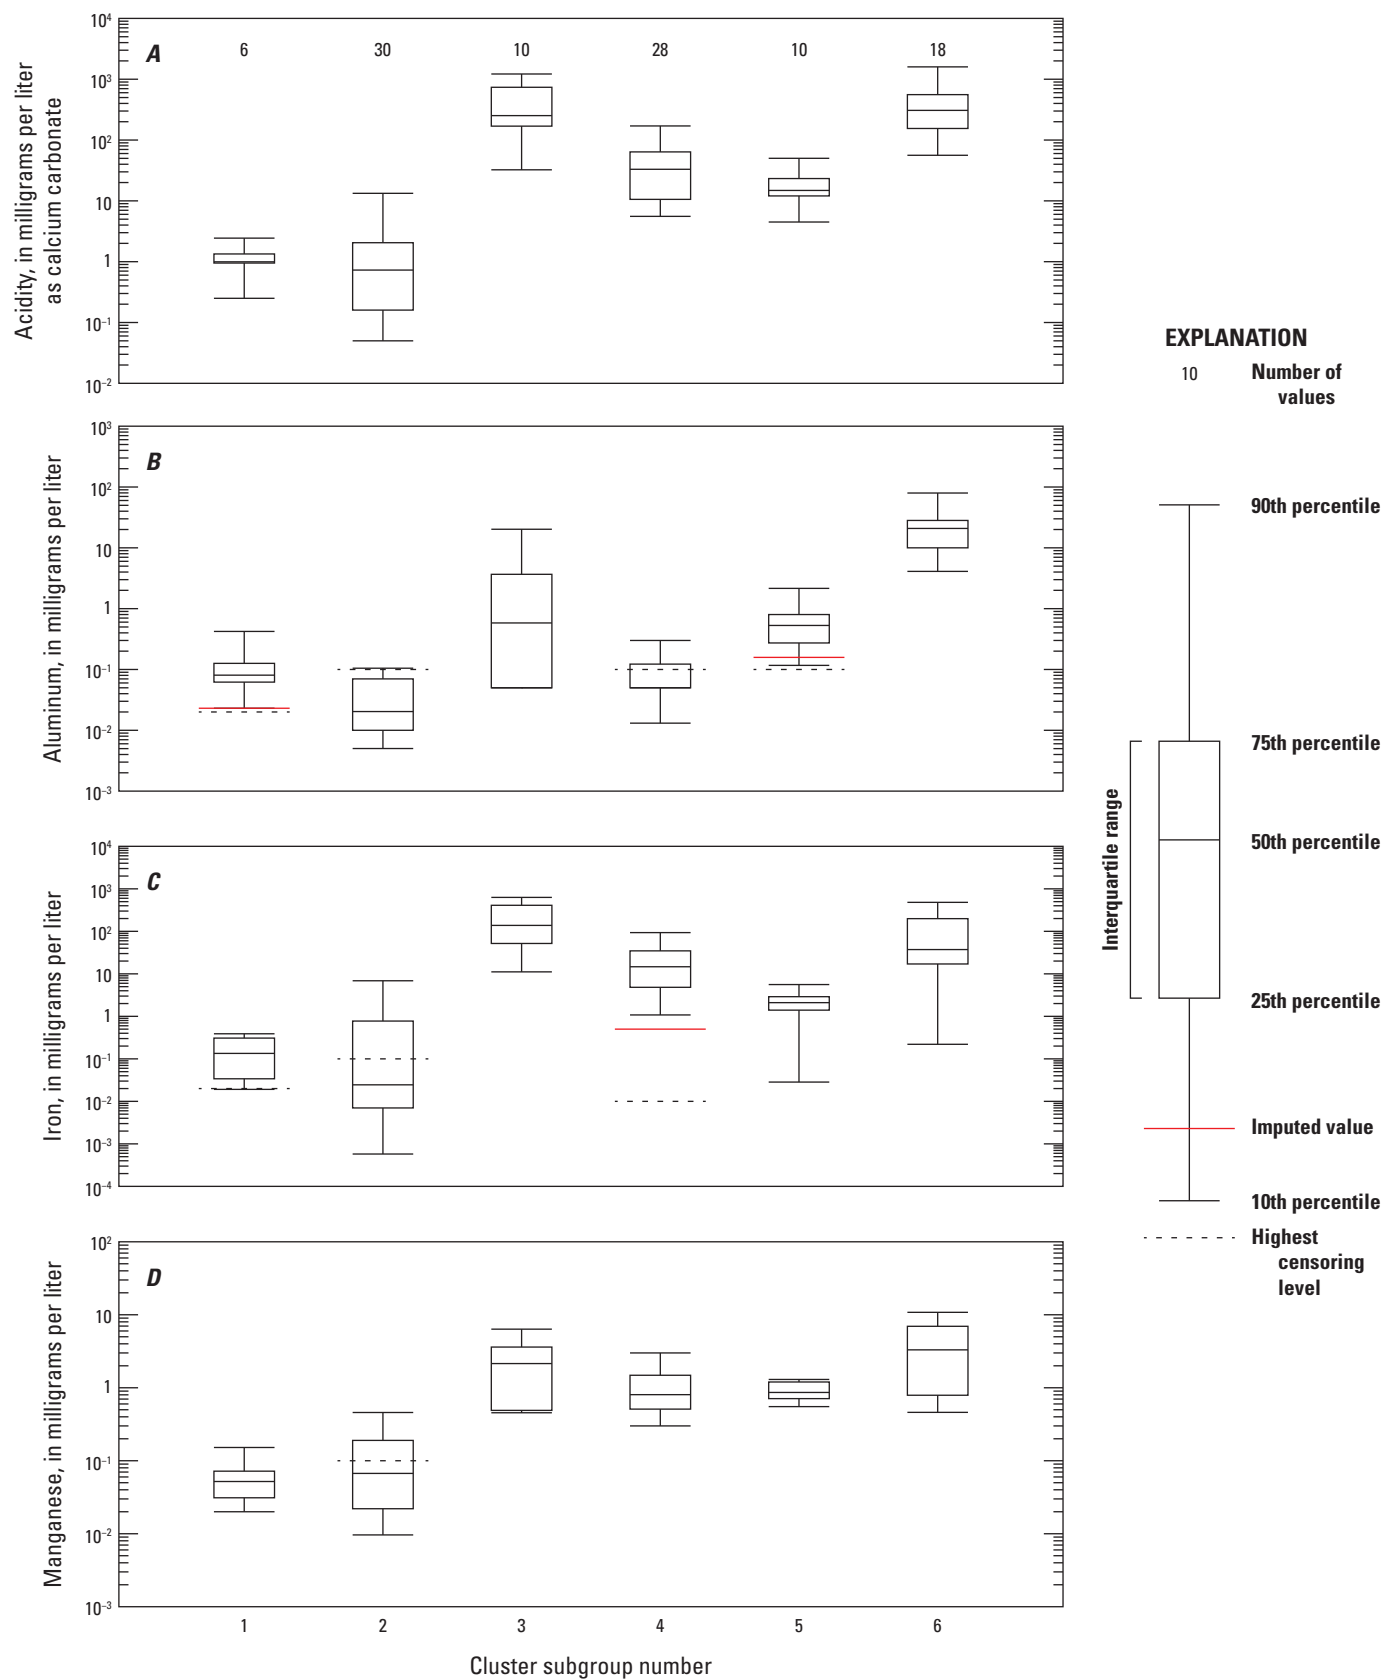 Acidity, in milligrams per liter
as calcium carbonate
10⁴
10³
10²
10
1
10⁻¹
10⁻²
A
6
30
10
28
10
18
Aluminum, in milligrams per liter
10³
10²
10
1
10⁻¹
10⁻²
10⁻³
B
Iron, in milligrams per liter
10⁴
10³
10²
10
1
10⁻¹
10⁻²
10⁻³
10⁻⁴
C
Manganese, in milligrams per liter
10²
10
1
10⁻¹
10⁻²
10⁻³
D
1
2
3
4
5
6
Cluster subgroup number
EXPLANATION
10
Number of
values
90th percentile
75th percentile
Interquartile range
50th percentile
25th percentile
Imputed value
10th percentile
Highest
censoring
level